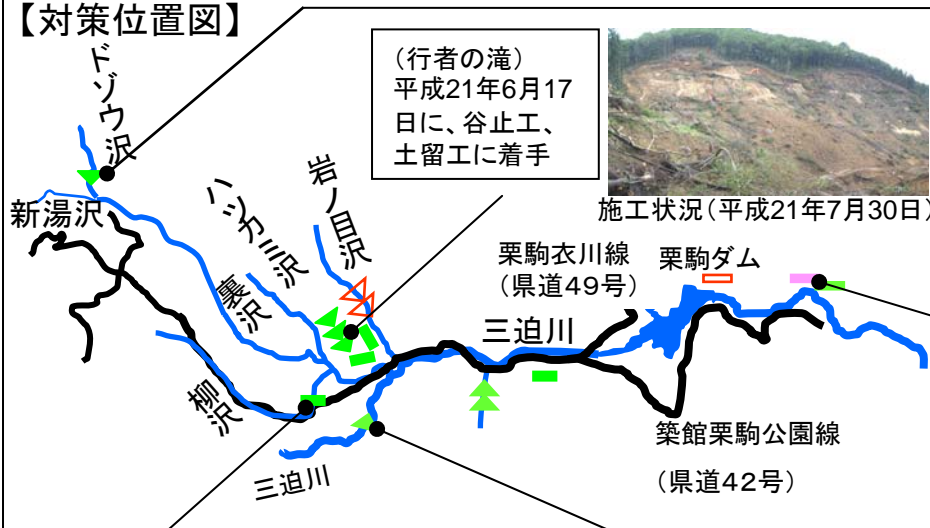 【対策位置図】
(行者の滝)
平成21年6月17
日に、谷止工、
土留工に着手
施工状況(平成21年7月30日)
ドゾウ沢
新湯沢
ハツカミ沢
岩ノ目沢
裏沢
柳沢
三迫川
栗駒衣川線
(県道49号)
栗駒ダム
三迫川
築館栗駒公園線
(県道42号)